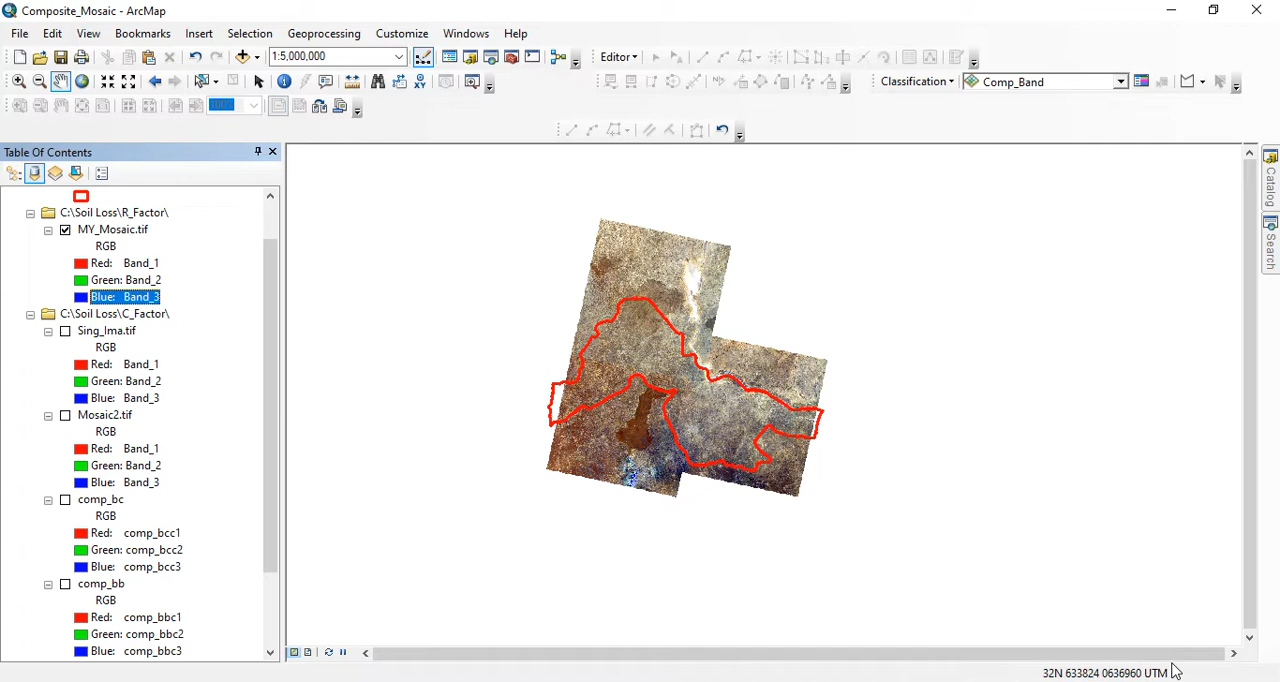 Composite_Mosaic - ArcMap
File Edit View Bookmarks Insert Selection Geoprocessing Customize Windows Help
1:5,000,000 Editor
Classification Comp_Band
100%
Table Of Contents
C:\Soil Loss\R_Factor\
MY_Mosaic.tif
RGB
Red: Band_1
Green: Band_2
Blue: Band_3
C:\Soil Loss\C_Factor\
Sing_Ima.tif
RGB
Red: Band_1
Green: Band_2
Blue: Band_3
Mosaic2.tif
RGB
Red: Band_1
Green: Band_2
Blue: Band_3
comp_bc
RGB
Red: comp_bcc1
Green: comp_bcc2
Blue: comp_bcc3
comp_bb
RGB
Red: comp_bbc1
Green: comp_bbc2
Blue: comp_bbc3
Catalog
Search
32N 633824 0636960 UTM